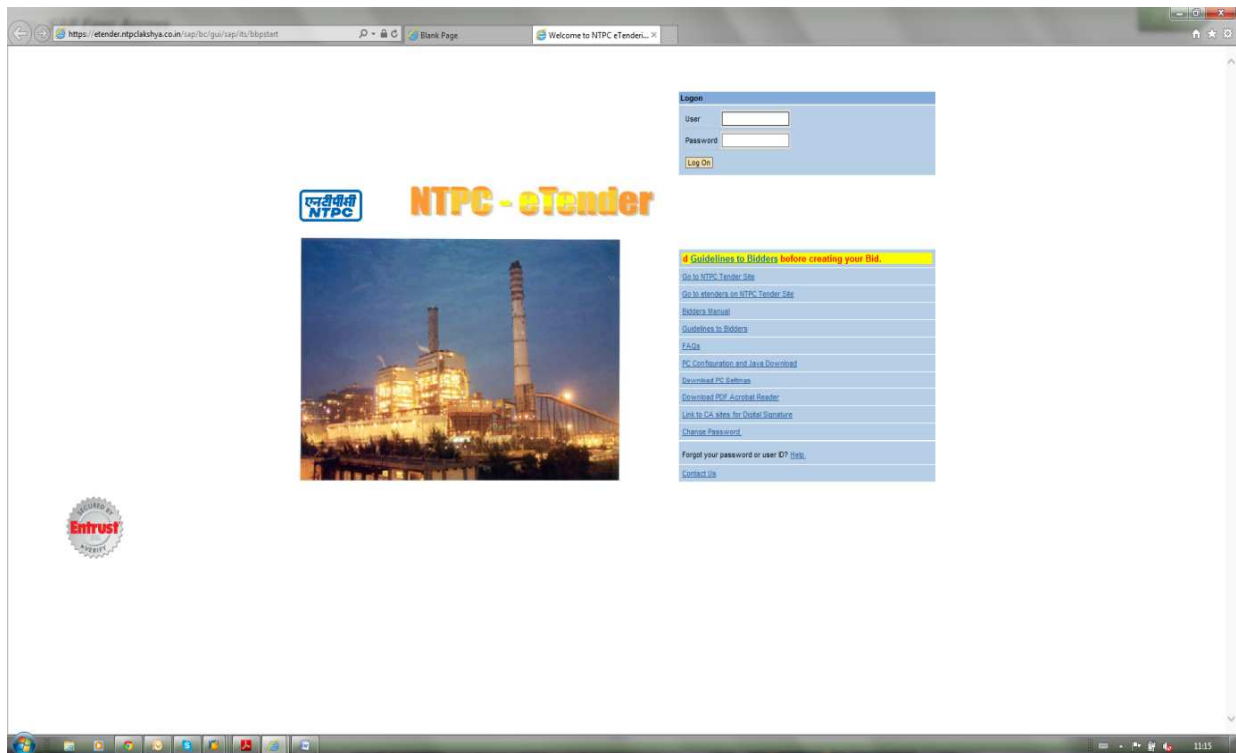 https://etender.ntpclakshya.co.in/sap/bc/gui/sap/its/bbpstart
Blank Page
Welcome to NTPC eTenderi...
Logon
User
Password
Log On
एनटीपीसी
NTPC
NTPC - eTender
d Guidelines to Bidders before creating your Bid.
Go to NTPC Tender Site
Go to etenders on NTPC Tender Site
Bidders Manual
Guidelines to Bidders
FAQs
PC Configuration and Java Download
Download PC Settings
Download PDF Acrobat Reader
Link to CA sites for Digital Signature
Change Password
Forgot your password or user ID? Help
Contact Us
SECURED BY
Entrust
VERIFY
11:15